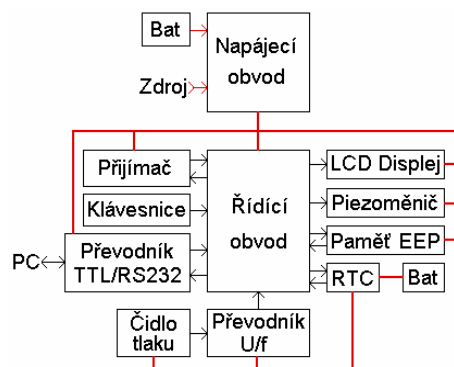 Bat
Napájecí
obvod
Zdroj
Přijímač
Klávesnice
Převodník
TTL/RS232
PC
Řídící
obvod
LCD Displej
Piezoměnič
Paměť EEP
RTC
Bat
Čidlo
tlaku
Převodník
U/f